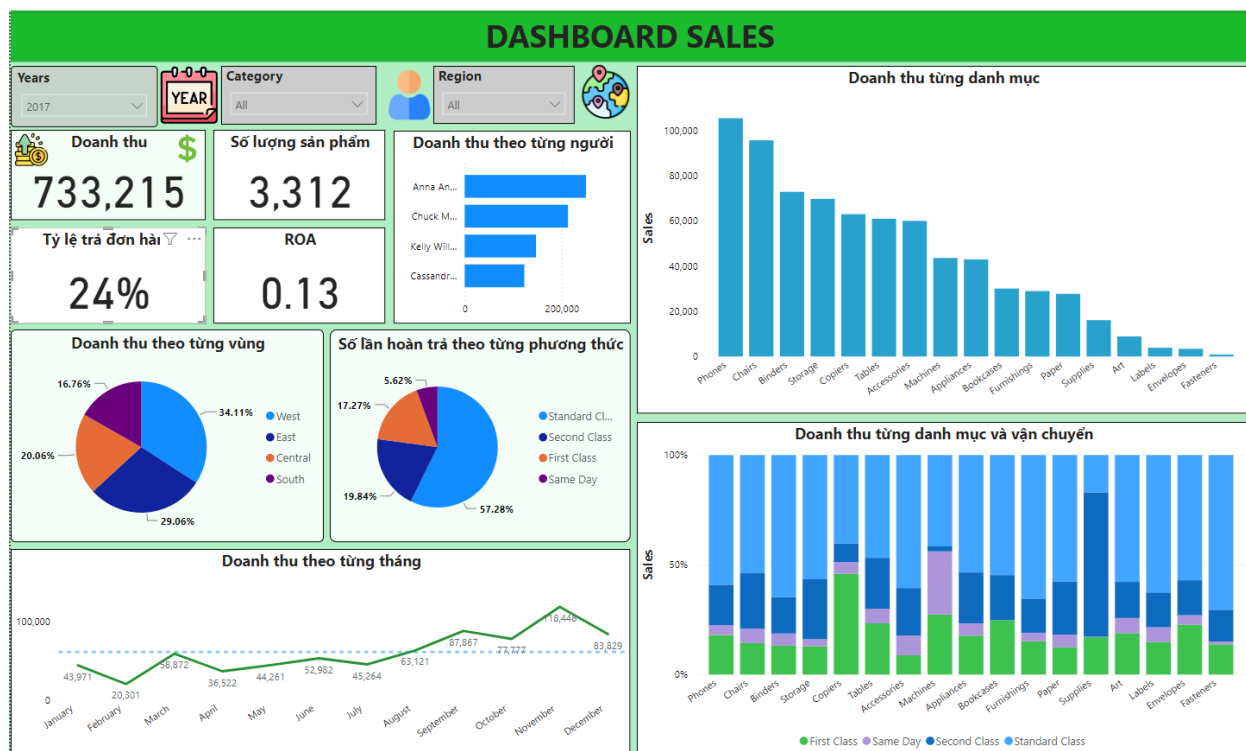 DASHBOARD SALES
Years
2017
YEAR
Category
All
Region
All
Doanh thu
$
733,215
Số lượng sản phẩm
3,312
Tỷ lệ trả đơn hàr
24%
ROA
0.13
Doanh thu theo từng người
Anna An...
Chuck M...
Kelly Will...
Cassandr...
0
200,000
Doanh thu theo từng vùng
16.76%
34.11%
20.06%
29.06%
West
East
Central
South
Số lần hoàn trả theo từng phương thức
5.62%
17.27%
19.84%
57.28%
Standard Cl...
Second Class
First Class
Same Day
Doanh thu theo từng tháng
100,000
0
43,971
20,301
58,872
36,522
44,261
52,982
45,264
63,121
87,867
77,777
118,448
83,829
January
February
March
April
May
June
July
August
September
October
November
December
Doanh thu từng danh mục
Sales
100,000
80,000
60,000
40,000
20,000
0
Phones
Chairs
Binders
Storage
Copiers
Tables
Accessories
Machines
Appliances
Bookcases
Furnishings
Paper
Supplies
Art
Labels
Envelopes
Fasteners
Doanh thu từng danh mục và vận chuyển
Sales
100%
50%
0%
Phones
Chairs
Binders
Storage
Copiers
Tables
Accessories
Machines
Appliances
Bookcases
Furnishings
Paper
Supplies
Art
Labels
Envelopes
Fasteners
First Class
Same Day
Second Class
Standard Class